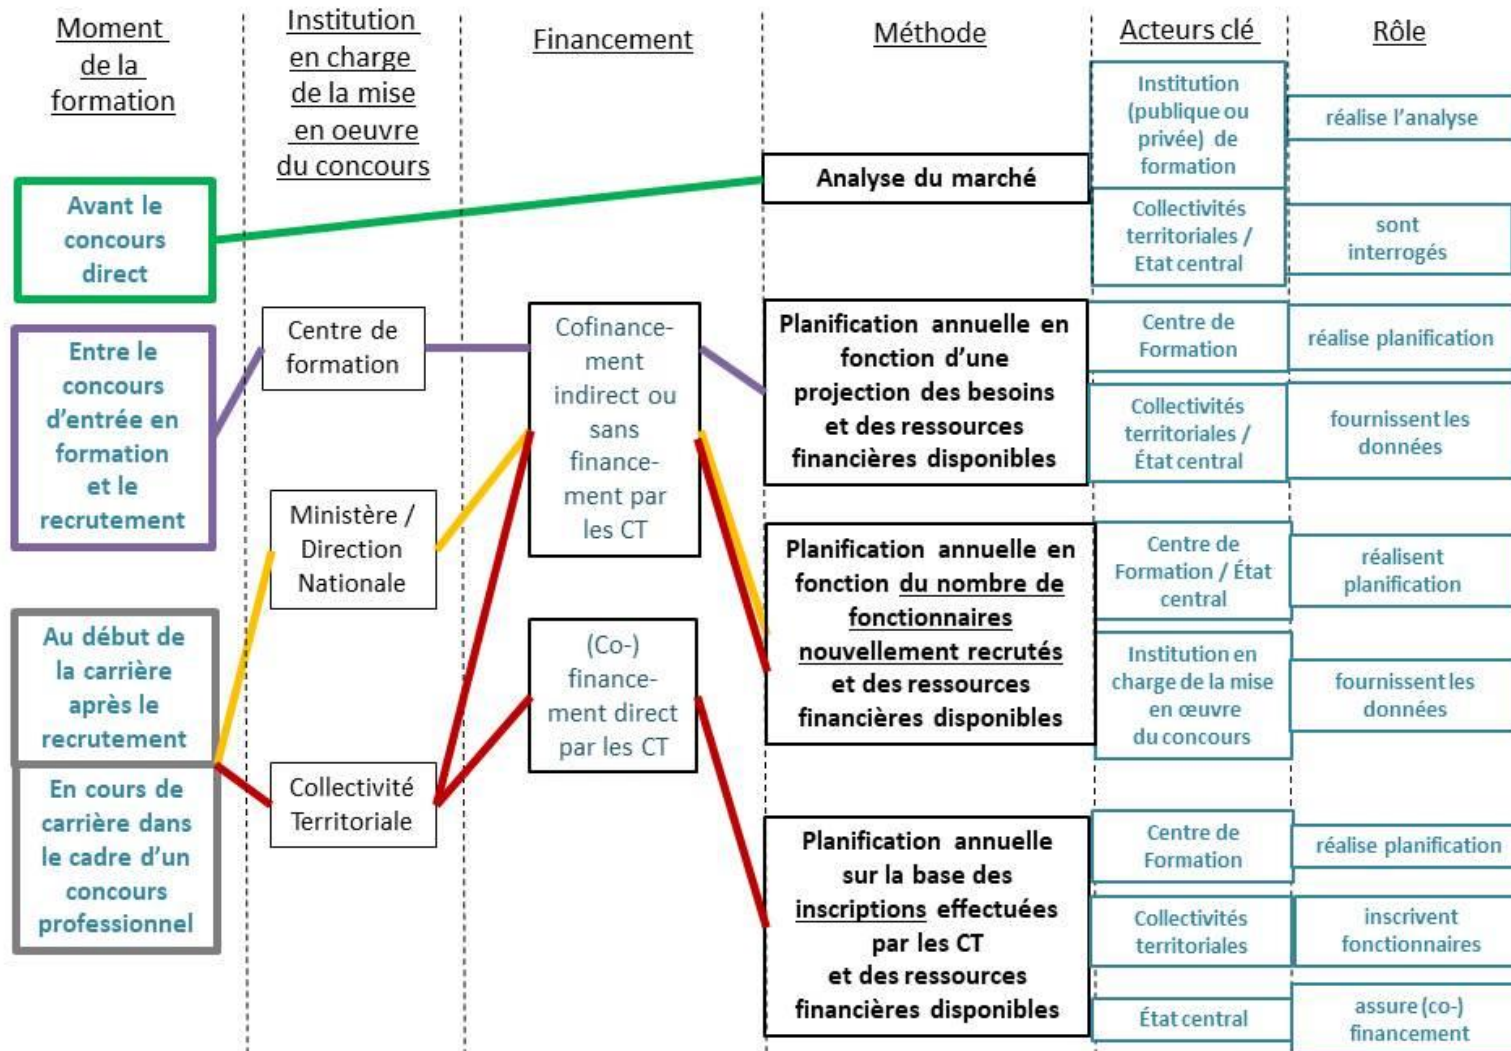 Moment
de la
formation
Institution
en charge
de la mise
en oeuvre
du concours
Financement
Méthode
Acteurs clé
Rôle
Avant le
concours
direct
Analyse du marché
Institution
(publique ou
privée) de
formation
réalise l'analyse
Collectivités
territoriales /
Etat central
sont
interrogés
Entre le
concours
d'entrée en
formation
et le
recrutement
Centre de
formation
Cofinance-
ment
indirect ou
sans
finance-
ment par
les CT
Planification annuelle en
fonction d'une
projection des besoins
et des ressources
financières disponibles
Centre de
Formation
réalise planification
Collectivités
territoriales /
État central
fournissent les
données
Ministère /
Direction
Nationale
Planification annuelle en
fonction du nombre de
fonctionnaires
nouvellement recrutés
et des ressources
financières disponibles
Centre de
Formation / État
central
réalisent
planification
Institution en
charge de la mise
en œuvre
du concours
fournissent les
données
Au début de
la carrière
après le
recrutement
(Co-)
finance-
ment direct
par les CT
En cours de
carrière dans
le cadre d'un
concours
professionnel
Collectivité
Territoriale
Planification annuelle
sur la base des
inscriptions effectuées
par les CT
et des ressources
financières disponibles
Centre de
Formation
réalise planification
Collectivités
territoriales
inscrivent
fonctionnaires
État central
assure (co-)
financement